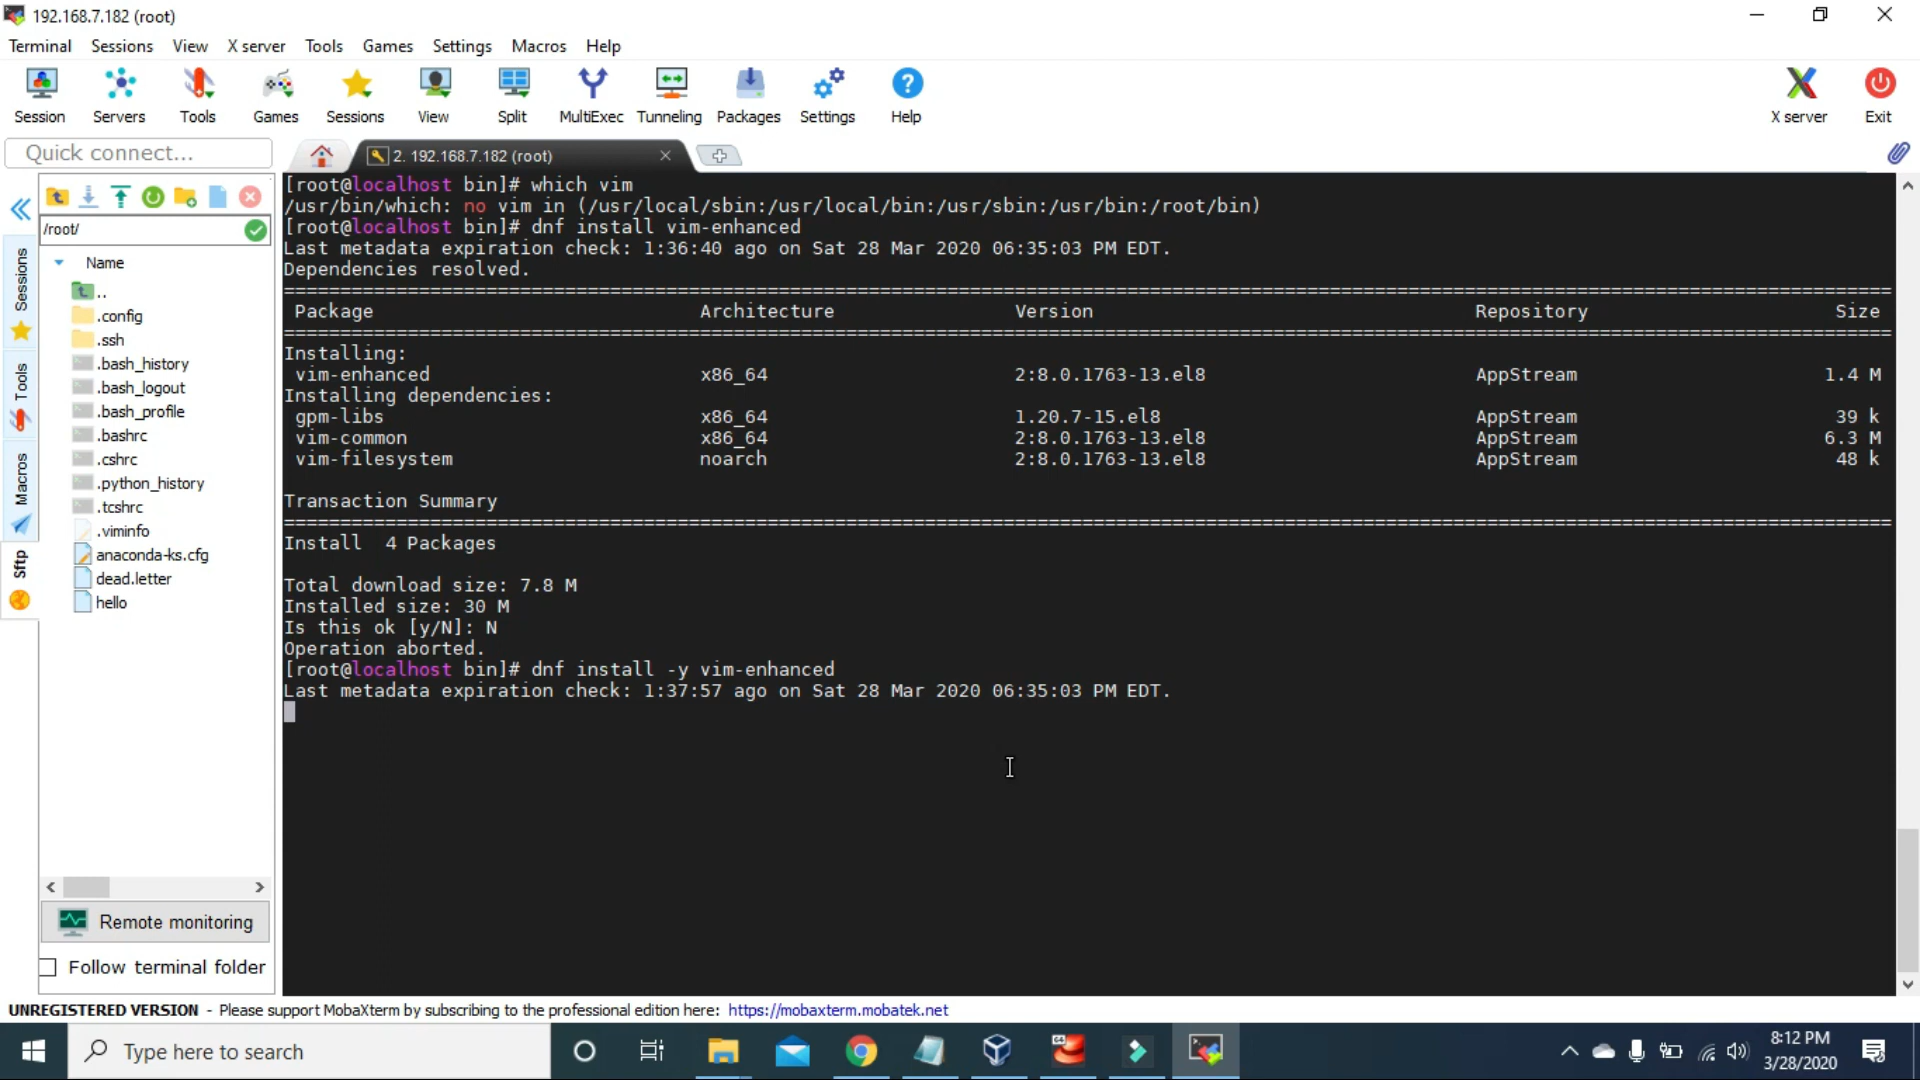 192.168.7.182 (root)
Terminal Sessions View X server Tools Games Settings Macros Help
Session Servers Tools Games Sessions View Split MultiExec Tunneling Packages Settings Help X server Exit
Quick connect...
2. 192.168.7.182 (root)
/root/
Name
..
.config
.ssh
.bash_history
.bash_logout
.bash_profile
.bashrc
.cshrc
.python_history
.tcshrc
.viminfo
anaconda-ks.cfg
dead.letter
hello
Sessions
Tools
Macros
Sftp
Remote monitoring
Follow terminal folder
[root@localhost bin]# which vim
/usr/bin/which: no vim in (/usr/local/sbin:/usr/local/bin:/usr/sbin:/usr/bin:/root/bin)
[root@localhost bin]# dnf install vim-enhanced
Last metadata expiration check: 1:36:40 ago on Sat 28 Mar 2020 06:35:03 PM EDT.
Dependencies resolved.
Package Architecture Version Repository Size
Installing:
vim-enhanced x86_64 2:8.0.1763-13.el8 AppStream 1.4 M
Installing dependencies:
gpm-libs x86_64 1.20.7-15.el8 AppStream 39 k
vim-common x86_64 2:8.0.1763-13.el8 AppStream 6.3 M
vim-filesystem noarch 2:8.0.1763-13.el8 AppStream 48 k
Transaction Summary
Install 4 Packages
Total download size: 7.8 M
Installed size: 30 M
Is this ok [y/N]: N
Operation aborted.
[root@localhost bin]# dnf install -y vim-enhanced
Last metadata expiration check: 1:37:57 ago on Sat 28 Mar 2020 06:35:03 PM EDT.
UNREGISTERED VERSION - Please support MobaXterm by subscribing to the professional edition here: https://mobaxterm.mobatek.net
Type here to search
8:12 PM
3/28/2020